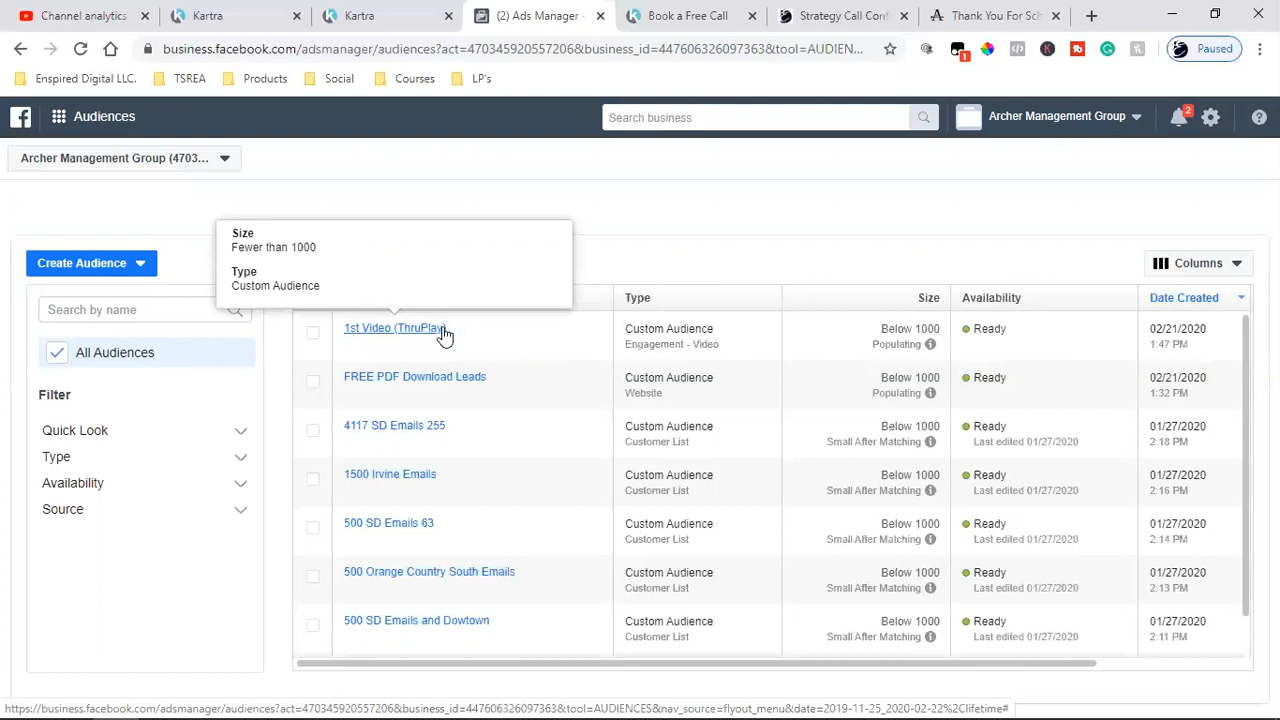 Channel analytics
Kartra
Kartra
(2) Ads Manager -
Book a Free Call
Strategy Call Conf
Thank You For Sch
business.facebook.com/adsmanager/audiences?act=470345920557206&business_id=447606326097363&tool=AUDIEN...
1
Paused
Enspired Digital LLC.
TSREA
Products
Social
Courses
LP's
Audiences
Search business
Archer Management Group
2
Archer Management Group (4703...
Size
Fewer than 1000
Type
Custom Audience
Create Audience
Columns
Search by name
All Audiences
Filter
Quick Look
Type
Availability
Source
Type
Size
Availability
Date Created
1st Video (ThruPlay)
Custom Audience
Engagement - Video
Below 1000
Populating
Ready
02/21/2020
1:47 PM
FREE PDF Download Leads
Custom Audience
Website
Below 1000
Populating
Ready
02/21/2020
1:32 PM
4117 SD Emails 255
Custom Audience
Customer List
Below 1000
Small After Matching
Ready
Last edited 01/27/2020
01/27/2020
2:18 PM
1500 Irvine Emails
Custom Audience
Customer List
Below 1000
Small After Matching
Ready
Last edited 01/27/2020
01/27/2020
2:16 PM
500 SD Emails 63
Custom Audience
Customer List
Below 1000
Small After Matching
Ready
Last edited 01/27/2020
01/27/2020
2:14 PM
500 Orange Country South Emails
Custom Audience
Customer List
Below 1000
Small After Matching
Ready
Last edited 01/27/2020
01/27/2020
2:13 PM
500 SD Emails and Dowtown
Custom Audience
Customer List
Below 1000
Small After Matching
Ready
Last edited 01/27/2020
01/27/2020
2:11 PM
https://business.facebook.com/adsmanager/audiences?act=470345920557206&business_id=447606326097363&tool=AUDIENCES&nav_source=flyout_menu&date=2019-11-25_2020-02-22%2Clifetime#